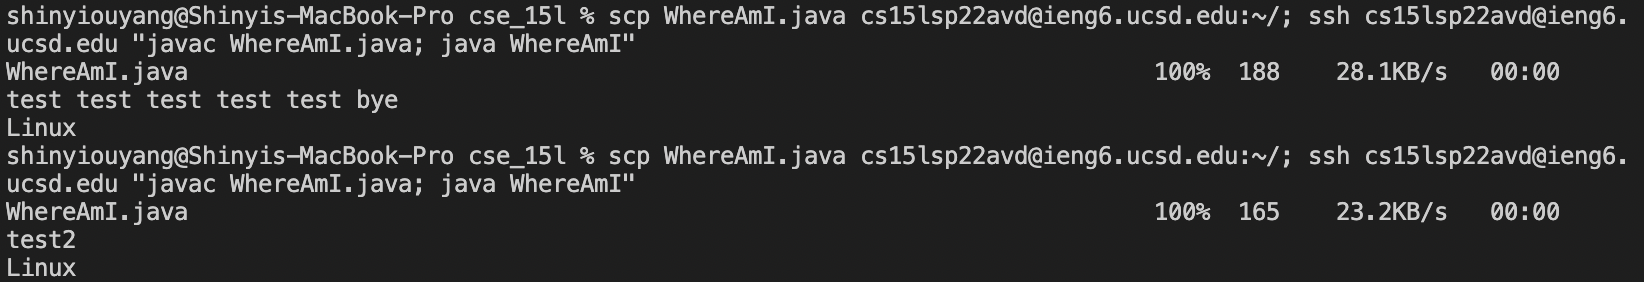 shinyiouyang@Shinyis-MacBook-Pro cse_15l % scp WhereAmI.java cs15lsp22avd@ieng6.ucsd.edu:~/; ssh cs15lsp22avd@ieng6.
ucsd.edu "javac WhereAmI.java; java WhereAmI"
WhereAmI.java 100% 188 28.1KB/s 00:00
test test test test test bye
Linux
shinyiouyang@Shinyis-MacBook-Pro cse_15l % scp WhereAmI.java cs15lsp22avd@ieng6.ucsd.edu:~/; ssh cs15lsp22avd@ieng6.
ucsd.edu "javac WhereAmI.java; java WhereAmI"
WhereAmI.java 100% 165 23.2KB/s 00:00
test2
Linux